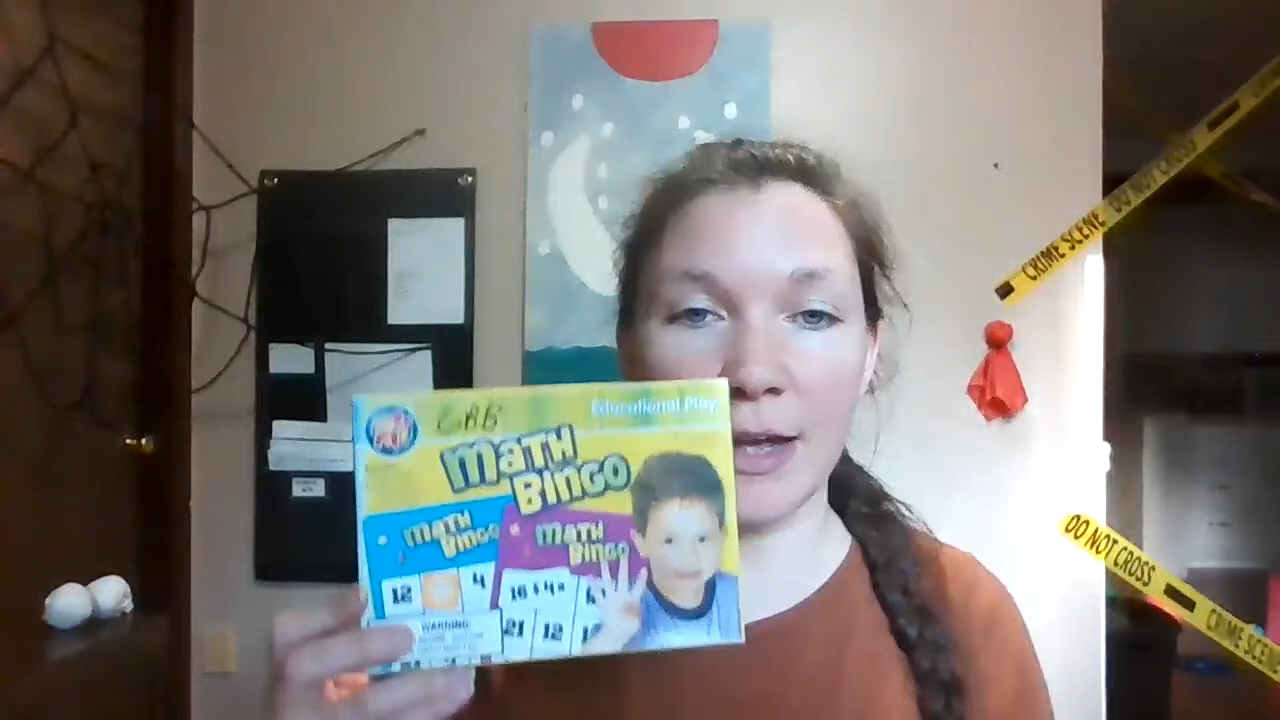 CRIME SCENE DO NOT CROSS
GBB
Educational Play
MATH
BINGO
MATH
BINGO
MATH
BINGO
12
4
16+4=
WARNING
21
12
DO NOT CROSS
CRIME SCENE